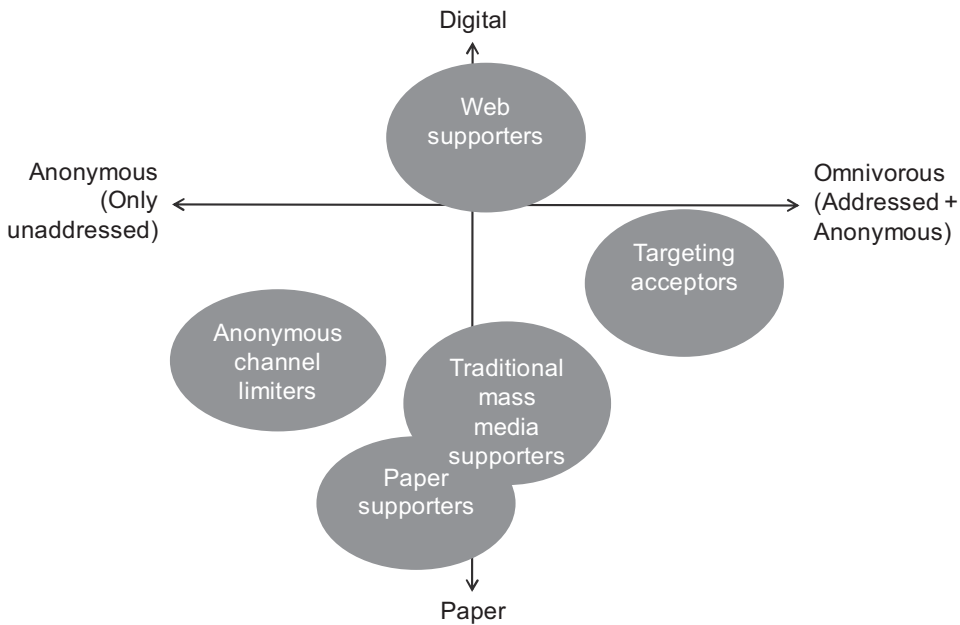 Digital
Web
supporters
Anonymous
(Only
unaddressed)
Omnivorous
(Addressed +
Anonymous)
Targeting
acceptors
Anonymous
channel
limiters
Traditional
mass
media
supporters
Paper
supporters
Paper